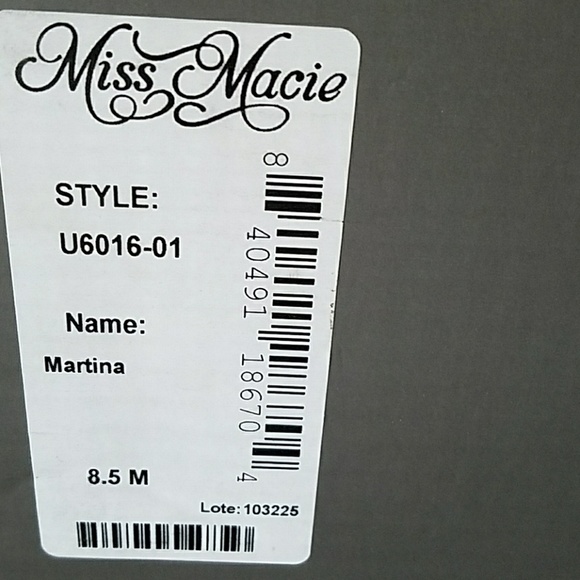 Miss Macie
STYLE:
U6016-01
Name:
Martina
8.5 M
Lote: 103225
8 40491 18670 4